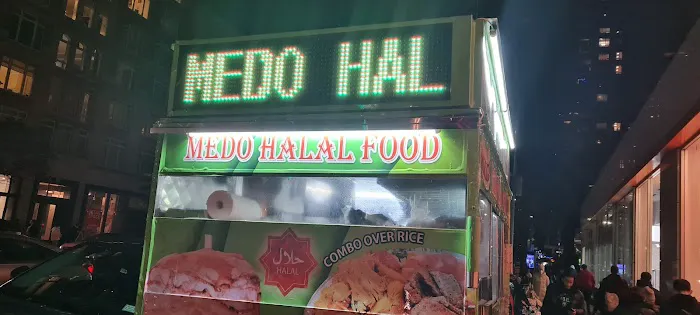 MEDO HAL
MEDO HALAL FOOD
حلال
HALAL
COMBO OVER RICE